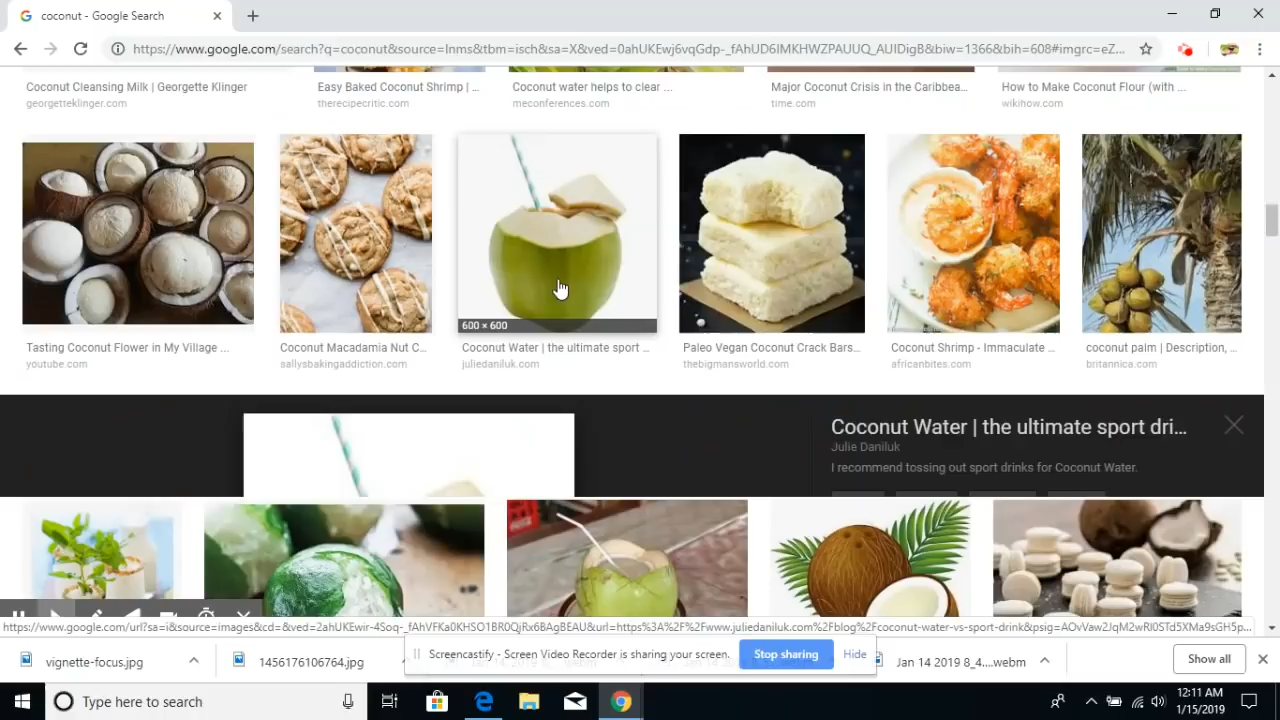 coconut - Google Search
https://www.google.com/search?q=coconut&source=lnms&tbm=isch&sa=X&ved=0ahUKEwj6vqGdp-_fAhUD6IMKHWZPAUUQ_AUIDigB&biw=1366&bih=608#imgrc=eZ...
Coconut Cleansing Milk | Georgette Klinger
georgetteklinger.com
Easy Baked Coconut Shrimp | ...
therecipecritic.com
Coconut water helps to clear ...
meconferences.com
Major Coconut Crisis in the Caribbea...
time.com
How to Make Coconut Flour (with ...
wikihow.com
600 × 600
Tasting Coconut Flower in My Village ...
youtube.com
Coconut Macadamia Nut C...
sallysbakingaddiction.com
Coconut Water | the ultimate sport ...
juliedaniluk.com
Paleo Vegan Coconut Crack Bars...
thebigmansworld.com
Coconut Shrimp - Immaculate ...
africanbites.com
coconut palm | Description, ...
britannica.com
Coconut Water | the ultimate sport dri...
Julie Daniluk
I recommend tossing out sport drinks for Coconut Water.
https://www.google.com/url?sa=i&source=images&cd=&ved=2ahUKEwir-4Soq-_fAhVFKa0KHSO1BR0QjRx6BAgBEAU&url=https%3A%2F%2Fwww.juliedaniluk.com%2Fblog%2Fcoconut-water-vs-sport-drink&psig=AOvVaw2JqM2wRl0STd5XMa9sGH5p...
vignette-focus.jpg
1456176106764.jpg
Screencastify - Screen Video Recorder is sharing your screen.
Stop sharing
Hide
Jan 14 2019 8_4....webm
Show all
Type here to search
12:11 AM
1/15/2019